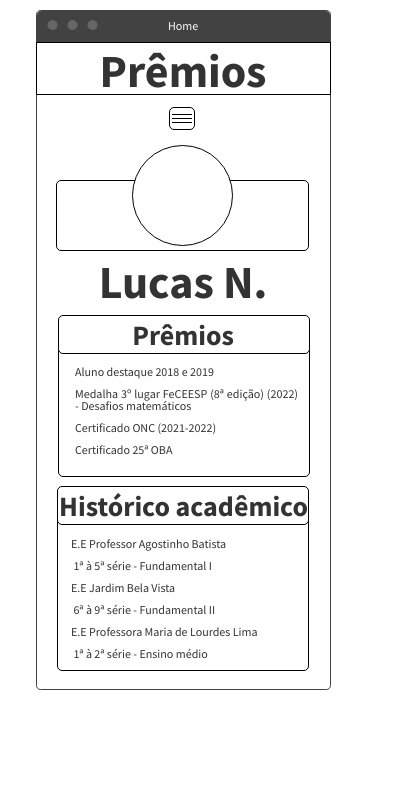 Home
Prêmios
Lucas N.
Prêmios
Aluno destaque 2018 e 2019
Medalha 3º lugar FeCEESP (8ª edição) (2022)
- Desafios matemáticos
Certificado ONC (2021-2022)
Certificado 25ª OBA
Histórico acadêmico
E.E Professor Agostinho Batista
1ª à 5ª série - Fundamental I
E.E Jardim Bela Vista
6ª à 9ª série - Fundamental II
E.E Professora Maria de Lourdes Lima
1ª à 2ª série - Ensino médio